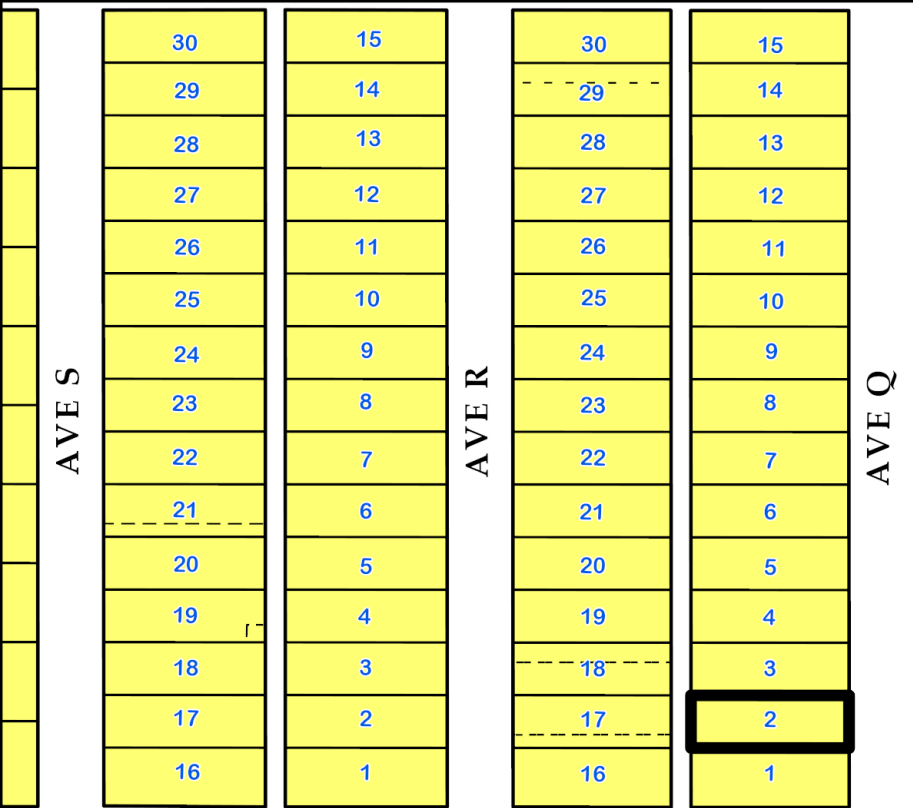 30 15 30 15
29 14 29 14
28 13 28 13
27 12 27 12
26 11 26 11
25 10 25 10
24 9 24 9
23 8 23 8
22 7 22 7
21 6 21 6
20 5 20 5
19 4 19 4
18 3 18 3
17 2 17 2
16 1 16 1
AVE S
AVE R
AVE Q